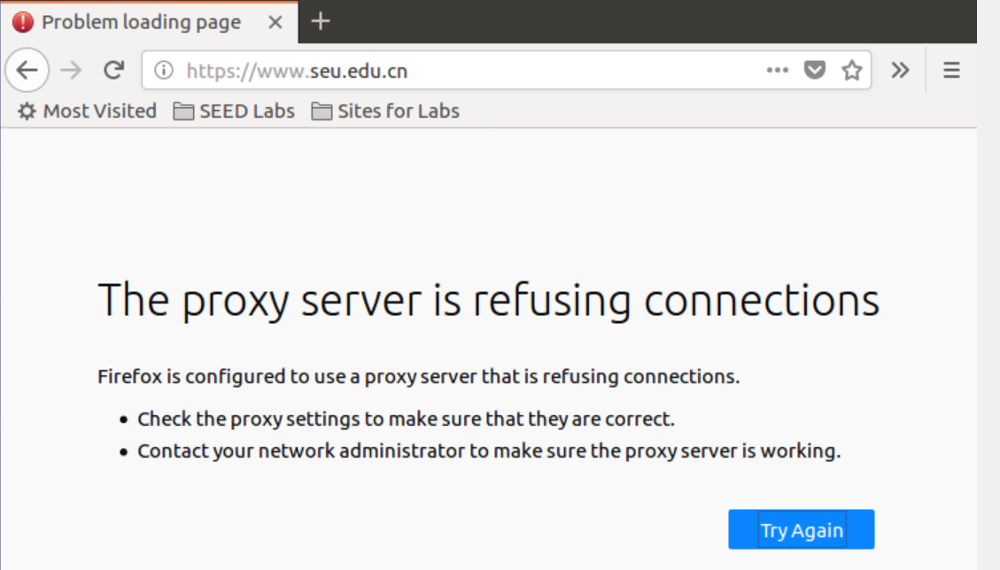 Problem loading page
https://www.seu.edu.cn
Most Visited SEED Labs Sites for Labs
The proxy server is refusing connections
Firefox is configured to use a proxy server that is refusing connections.
• Check the proxy settings to make sure that they are correct.
• Contact your network administrator to make sure the proxy server is working.
Try Again